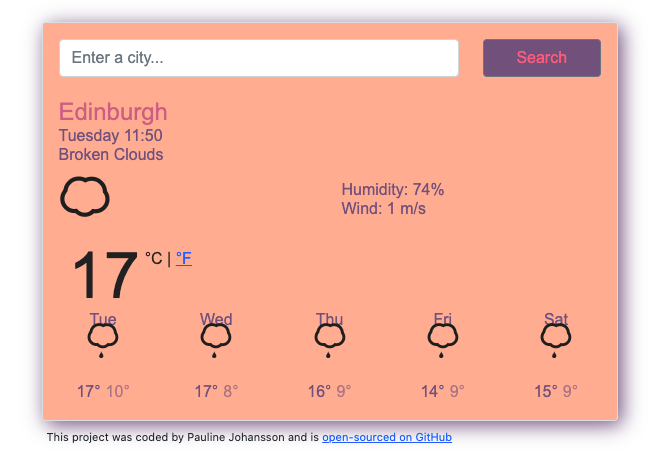 Enter a city...
Search
Edinburgh
Tuesday 11:50
Broken Clouds
Humidity: 74%
Wind: 1 m/s
17 °C | °F
Tue Wed Thu Fri Sat
17° 10° 17° 8° 16° 9° 14° 9° 15° 9°
This project was coded by Pauline Johansson and is open-sourced on GitHub